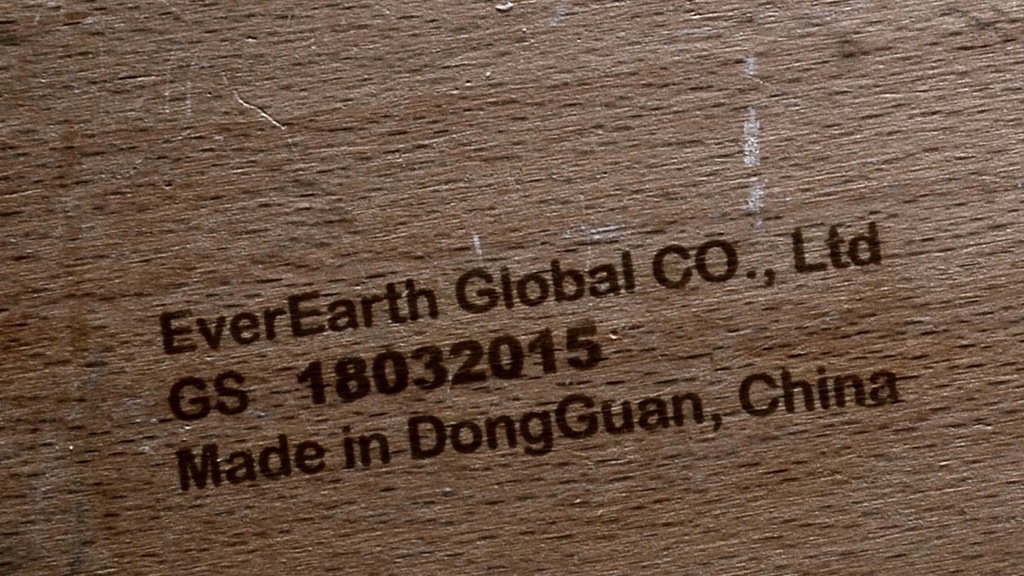 EverEarth Global CO., Ltd
GS 18032015
Made in DongGuan, China